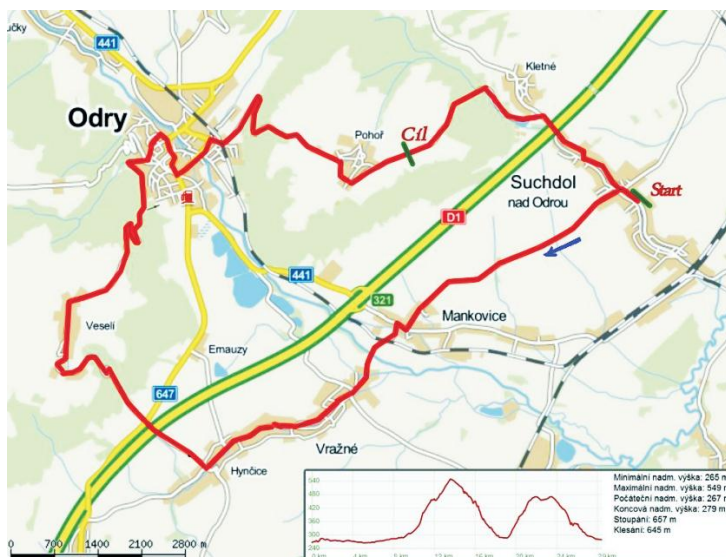 učky
441
Kletné
Odry
Pohoř
Cíl
Suchdol
nad Odrou
Start
D1
441
321
Mankovice
Veselí
Emauzy
647
Vražné
Hynčice
0 700 1400 2100 2800 m
540
480
400
360
300
240
Minimální nadm. výška: 265 m
Maximální nadm. výška: 549 m
Počáteční nadm. výška: 267 m
Koncová nadm. výška: 279 m
Stoupání: 657 m
Klesání: 645 m